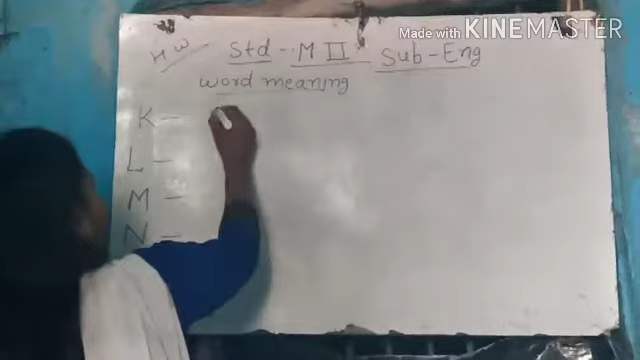 Made with KINEMASTER
H W Std - M II Sub - Eng
word meaning
K -
L -
M -
N -